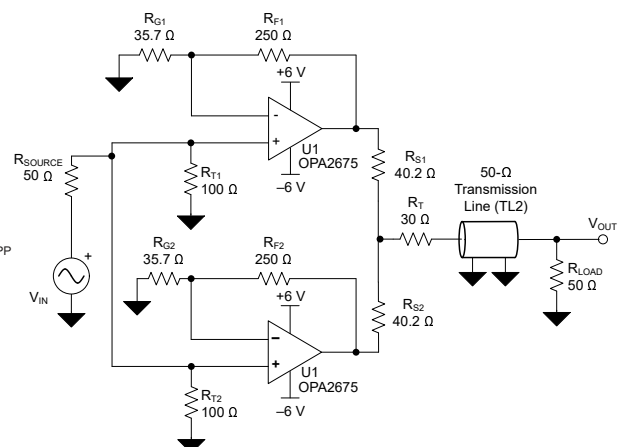 RG1
35.7 Ω
RF1
250 Ω
+6 V
-
+
U1
OPA2675
–6 V
RSOURCE
50 Ω
RT1
100 Ω
RS1
40.2 Ω
RT
30 Ω
50-Ω
Transmission
Line (TL2)
VOUT
RLOAD
50 Ω
PP
VIN
+
RG2
35.7 Ω
RF2
250 Ω
+6 V
–
+
U1
OPA2675
–6 V
RS2
40.2 Ω
RT2
100 Ω